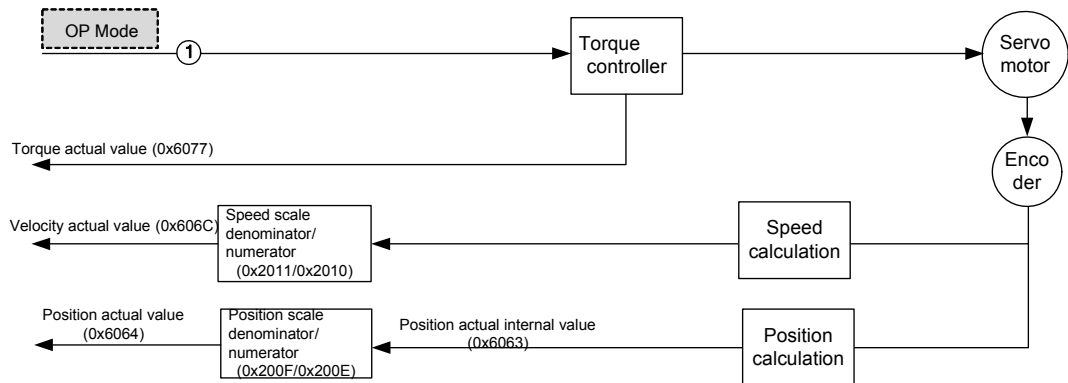 OP Mode
1
Torque
controller
Servo
motor
Torque actual value (0x6077)
Enco
der
Velocity actual value (0x606C)
Speed scale
denominator/
numerator
(0x2011/0x2010)
Speed
calculation
Position actual value
(0x6064)
Position scale
denominator/
numerator
(0x200F/0x200E)
Position actual internal value
(0x6063)
Position
calculation